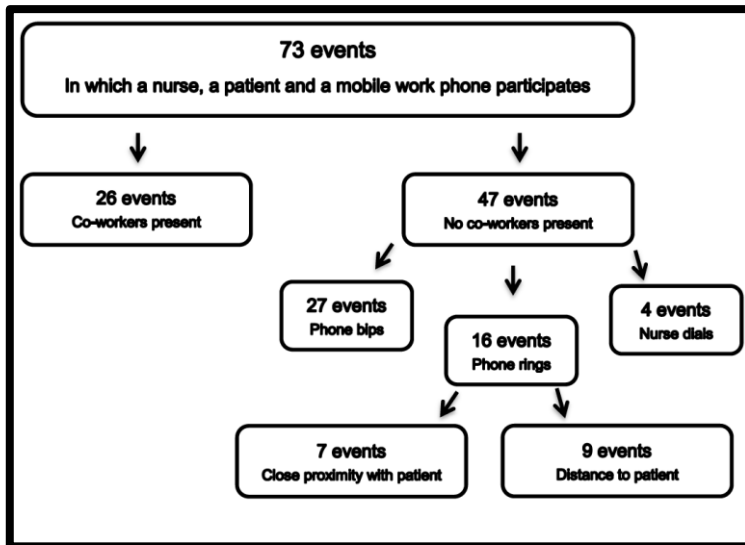 73 events
In which a nurse, a patient and a mobile work phone participates
26 events
Co-workers present
47 events
No co-workers present
27 events
Phone bips
16 events
Phone rings
4 events
Nurse dials
7 events
Close proximity with patient
9 events
Distance to patient